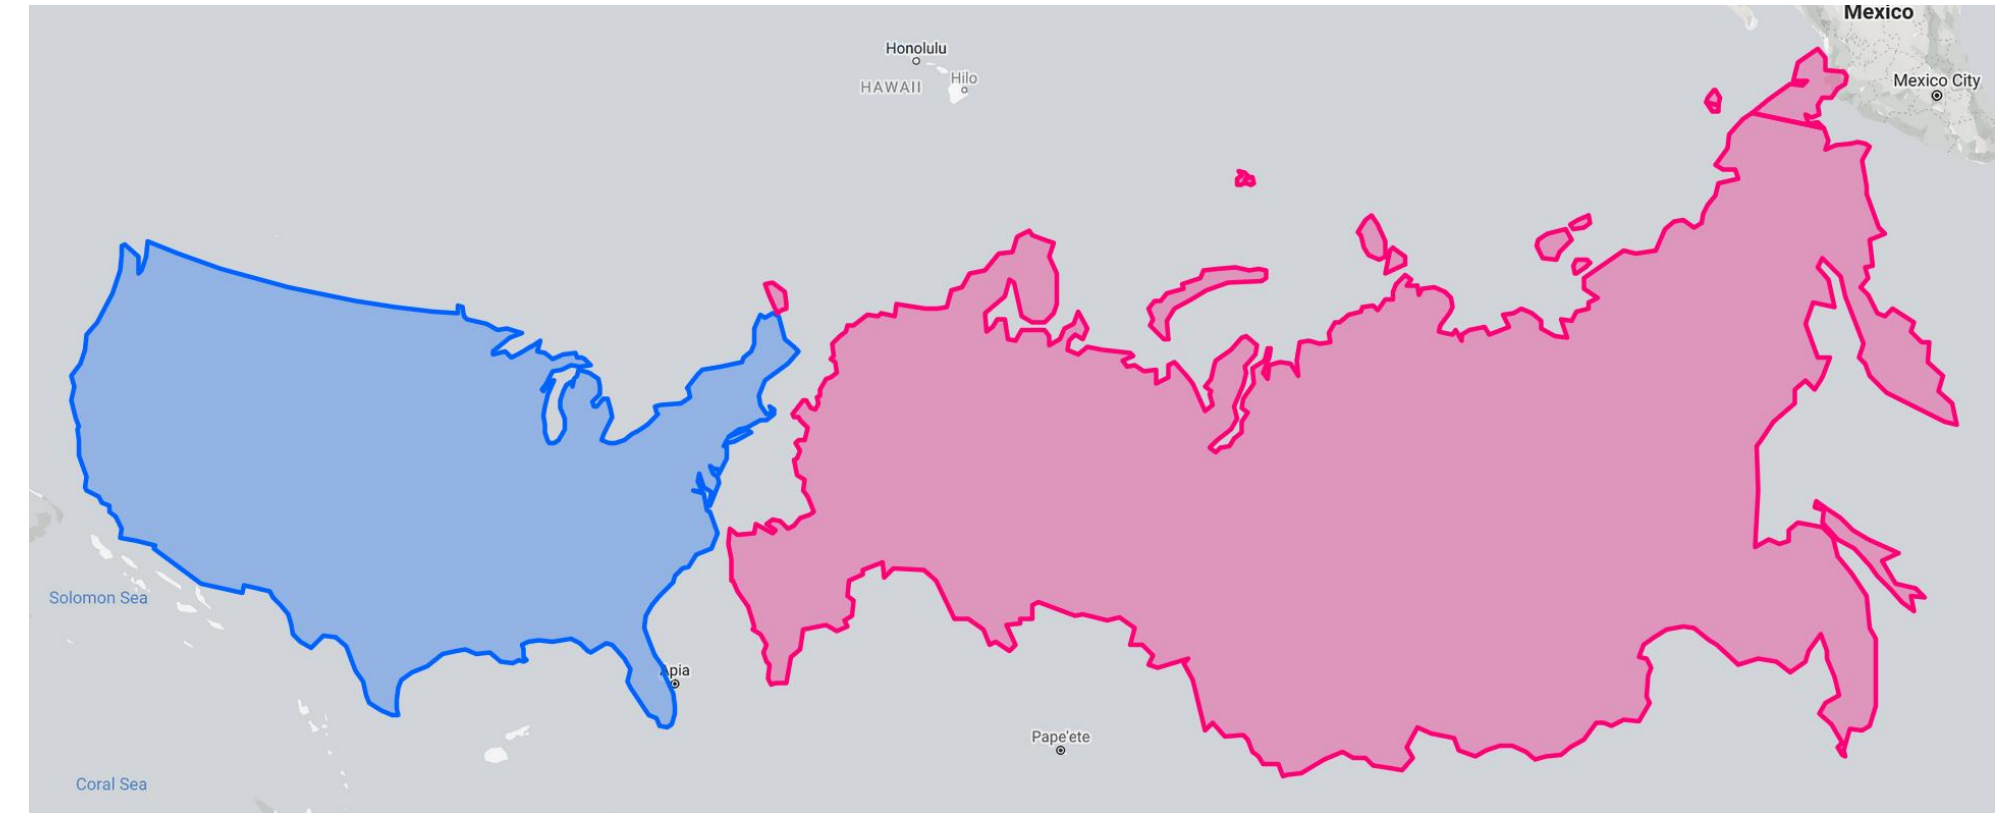 Mexico
Honolulu
Hilo
HAWAII
Mexico City
Solomon Sea
Apia
Pape'ete
Coral Sea